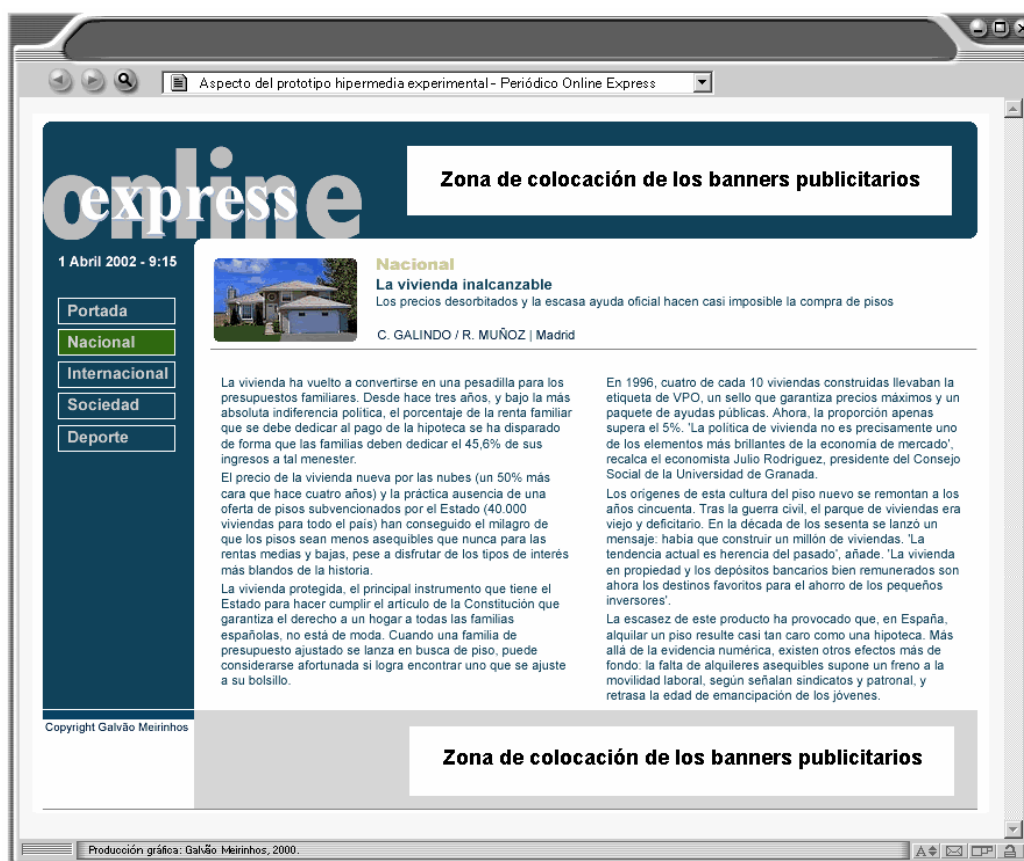 Aspecto del prototipo hipermedia experimental - Periódico Online Express
online
express
Zona de colocación de los banners publicitarios
1 Abril 2002 - 9:15
Portada
Nacional
Internacional
Sociedad
Deporte
Nacional
La vivienda inalcanzable
Los precios desorbitados y la escasa ayuda oficial hacen casi imposible la compra de pisos
C. GALINDO / R. MUÑOZ | Madrid
La vivienda ha vuelto a convertirse en una pesadilla para los
presupuestos familiares. Desde hace tres años, y bajo la más
absoluta indiferencia política, el porcentaje de la renta familiar
que se debe dedicar al pago de la hipoteca se ha disparado
de forma que las familias deben dedicar el 45,6% de sus
ingresos a tal menester.
El precio de la vivienda nueva por las nubes (un 50% más
cara que hace cuatro años) y la práctica ausencia de una
oferta de pisos subvencionados por el Estado (40.000
viviendas para todo el país) han conseguido el milagro de
que los pisos sean menos asequibles que nunca para las
rentas medias y bajas, pese a disfrutar de los tipos de interés
más blandos de la historia.
La vivienda protegida, el principal instrumento que tiene el
Estado para hacer cumplir el artículo de la Constitución que
garantiza el derecho a un hogar a todas las familias
españolas, no está de moda. Cuando una familia de
presupuesto ajustado se lanza en busca de piso, puede
considerarse afortunada si logra encontrar uno que se ajuste
a su bolsillo.
En 1996, cuatro de cada 10 viviendas construidas llevaban la
etiqueta de VPO, un sello que garantiza precios máximos y un
paquete de ayudas públicas. Ahora, la proporción apenas
supera el 5%. 'La política de vivienda no es precisamente uno
de los elementos más brillantes de la economía de mercado',
recalca el economista Julio Rodríguez, presidente del Consejo
Social de la Universidad de Granada.
Los orígenes de esta cultura del piso nuevo se remontan a los
años cincuenta. Tras la guerra civil, el parque de viviendas era
viejo y deficitario. En la década de los sesenta se lanzó un
mensaje: había que construir un millón de viviendas. 'La
tendencia actual es herencia del pasado', añade. 'La vivienda
en propiedad y los depósitos bancarios bien remunerados son
ahora los destinos favoritos para el ahorro de los pequeños
inversores'.
La escasez de este producto ha provocado que, en España,
alquilar un piso resulte casi tan caro como una hipoteca. Más
allá de la evidencia numérica, existen otros efectos más de
fondo: la falta de alquileres asequibles supone un freno a la
movilidad laboral, según señalan sindicatos y patronal, y
retrasa la edad de emancipación de los jóvenes.
Copyright Galvão Meirinhos
Zona de colocación de los banners publicitarios
Producción gráfica: Galvão Meirinhos, 2000.
A